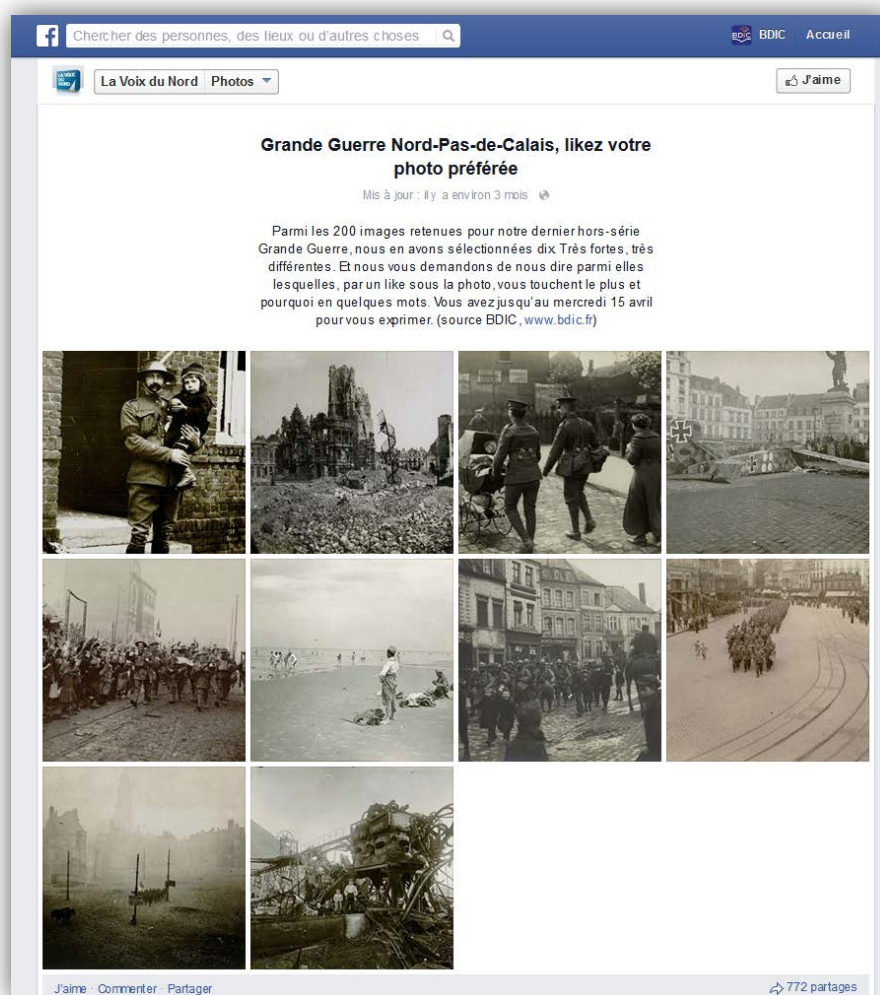 Chercher des personnes, des lieux ou d'autres choses
BDIC BDIC Accueil
LA VOIX DU NORD La Voix du Nord Photos J'aime
Grande Guerre Nord-Pas-de-Calais, likez votre
photo préférée
Mis à jour : il y a environ 3 mois
Parmi les 200 images retenues pour notre dernier hors-série
Grande Guerre, nous en avons sélectionnées dix. Très fortes, très
différentes. Et nous vous demandons de nous dire parmi elles
lesquelles, par un like sous la photo, vous touchent le plus et
pourquoi en quelques mots. Vous avez jusqu'au mercredi 15 avril
pour vous exprimer. (source BDIC, www.bdic.fr)
J'aime · Commenter · Partager 772 partages